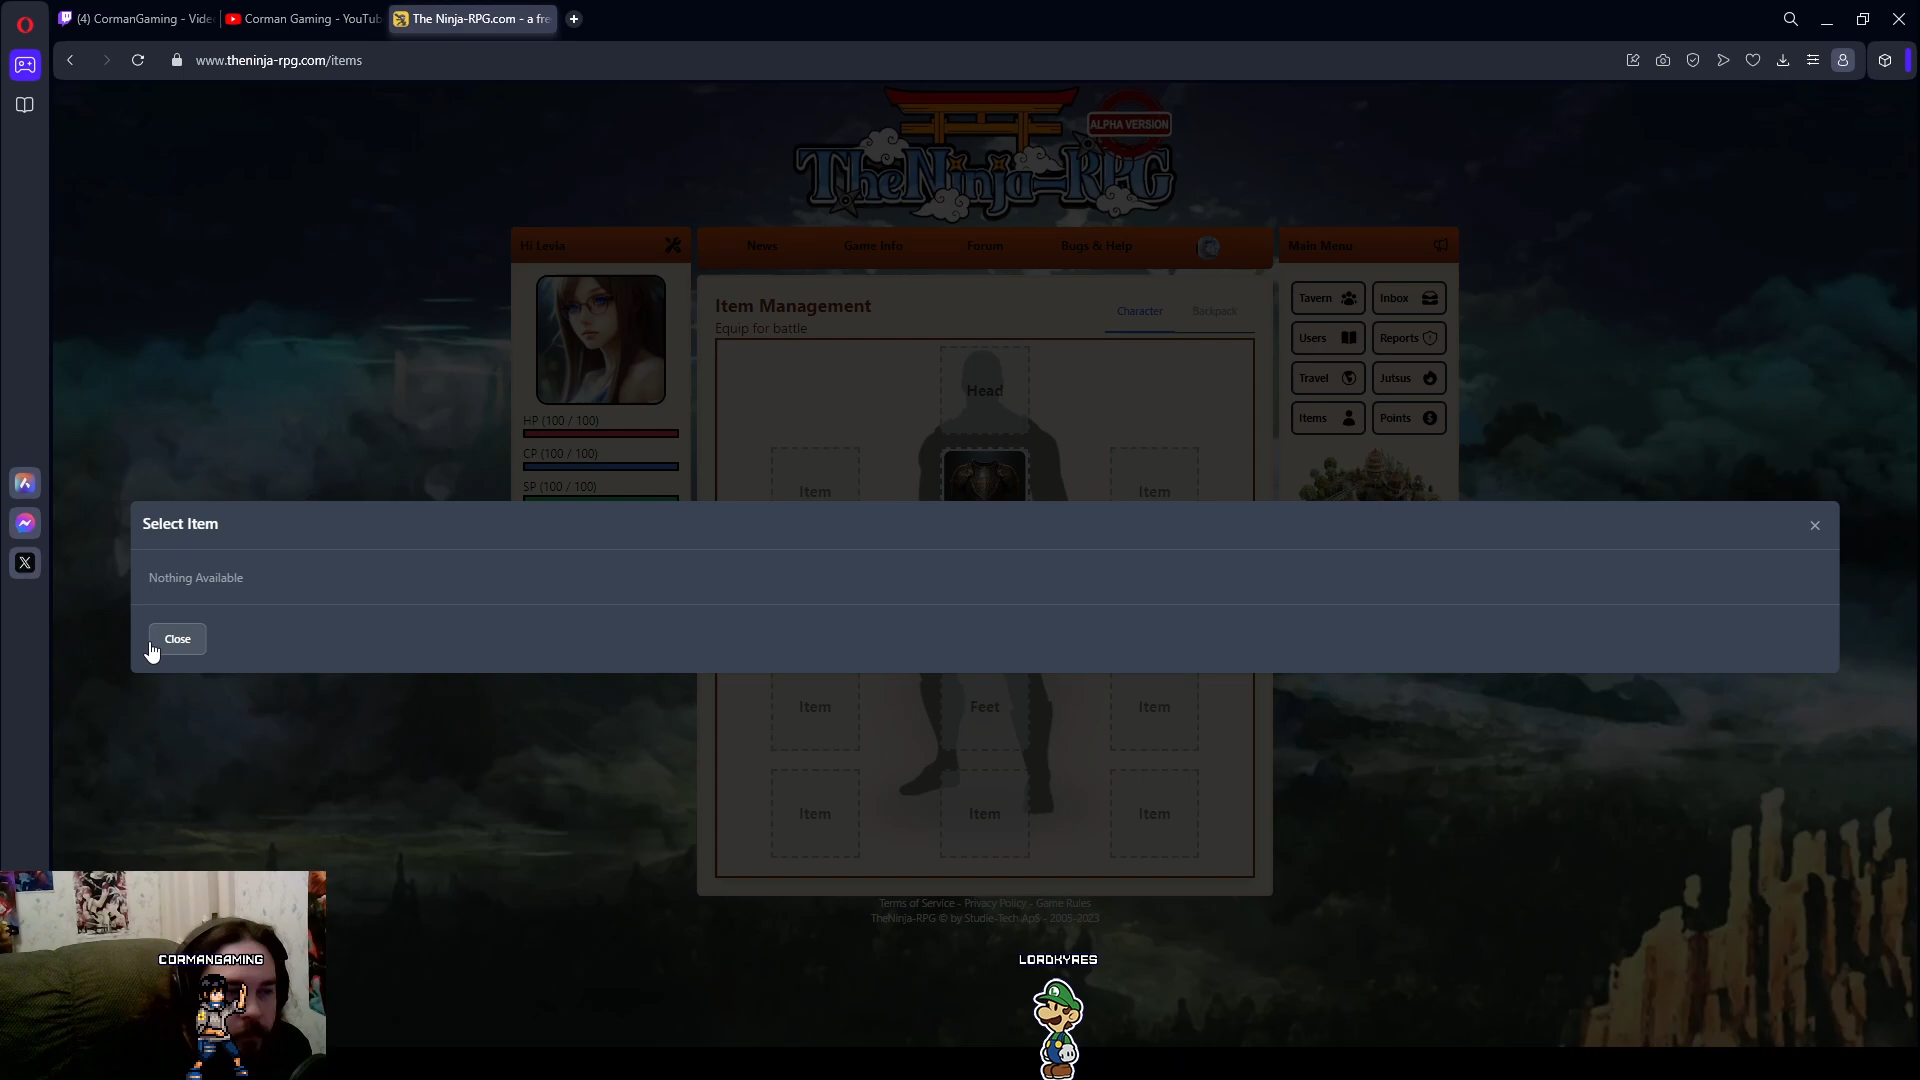 (4) CormanGaming - Vide
Corman Gaming - YouTub
The Ninja-RPG.com - a fre
www.theninja-rpg.com/items
ALPHA VERSION
TheNinja-RPG
Hi Levia
News
Game Info
Forum
Bugs & Help
Main Menu
Item Management
Equip for battle
Character
Backpack
Tavern
Inbox
Users
Reports
Travel
Jutsus
Items
Points
HP (100 / 100)
CP (100 / 100)
SP (100 / 100)
Head
Item
Item
Select Item
Nothing Available
Close
Item
Feet
Item
Item
Item
Item
Terms of Service - Privacy Policy - Game Rules
TheNinja-RPG © by Studie-Tech ApS - 2005-2023
CORMANGAMING
LORDKYRES